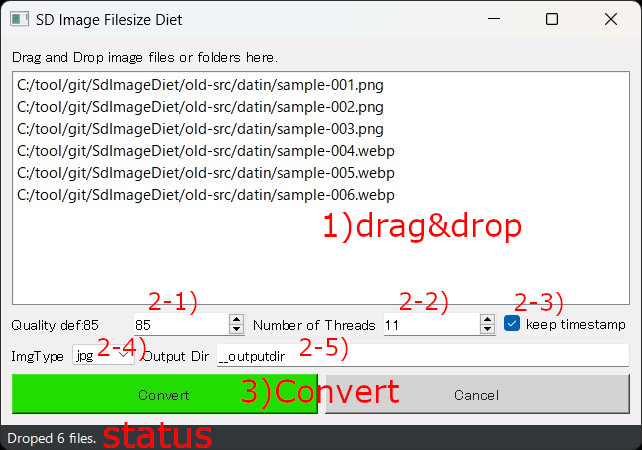 SD Image Filesize Diet
Drag and Drop image files or folders here.
C:/tool/git/SdImageDiet/old-src/datin/sample-001.png
C:/tool/git/SdImageDiet/old-src/datin/sample-002.png
C:/tool/git/SdImageDiet/old-src/datin/sample-003.png
C:/tool/git/SdImageDiet/old-src/datin/sample-004.webp
C:/tool/git/SdImageDiet/old-src/datin/sample-005.webp
C:/tool/git/SdImageDiet/old-src/datin/sample-006.webp
1)drag&drop
2-1) 2-2) 2-3)
Quality def:85 85 Number of Threads 11 keep timestamp
2-4) 2-5)
ImgType jpg Output Dir __outputdir
Convert 3)Convert Cancel
Droped 6 files. status